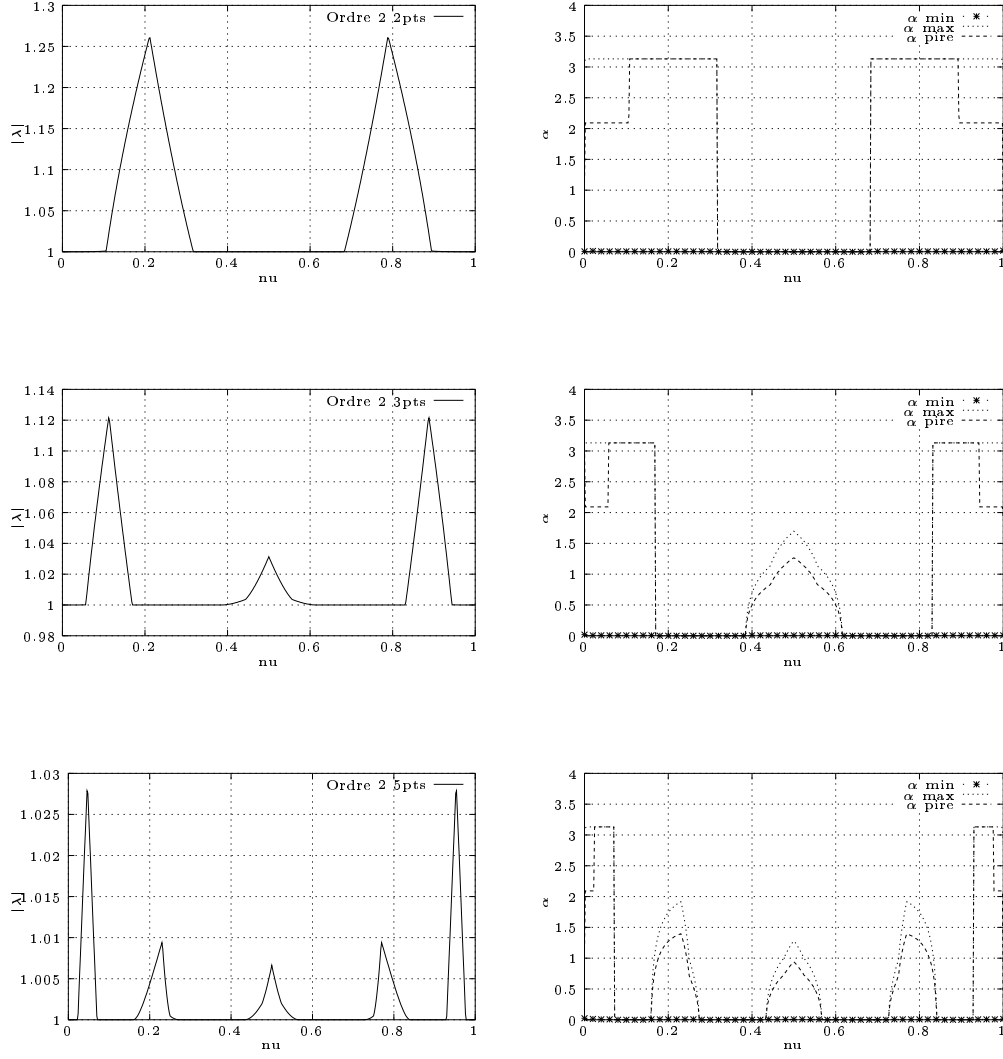 1.3
1.25
1.2
1.15
1.1
1.05
1
|λ|
Ordre 2 2pts
0 0.2 0.4 0.6 0.8 1
nu
4
3.5
3
2.5
2
1.5
1
0.5
0
α
α min
α max
α pire
0 0.2 0.4 0.6 0.8 1
nu
1.14
1.12
1.1
1.08
1.06
1.04
1.02
1
0.98
|λ|
Ordre 2 3pts
0 0.2 0.4 0.6 0.8 1
nu
4
3.5
3
2.5
2
1.5
1
0.5
0
α
α min
α max
α pire
0 0.2 0.4 0.6 0.8 1
nu
1.03
1.025
1.02
1.015
1.01
1.005
1
|λ|
Ordre 2 5pts
0 0.2 0.4 0.6 0.8 1
nu
4
3.5
3
2.5
2
1.5
1
0.5
0
α
α min
α max
α pire
0 0.2 0.4 0.6 0.8 1
nu